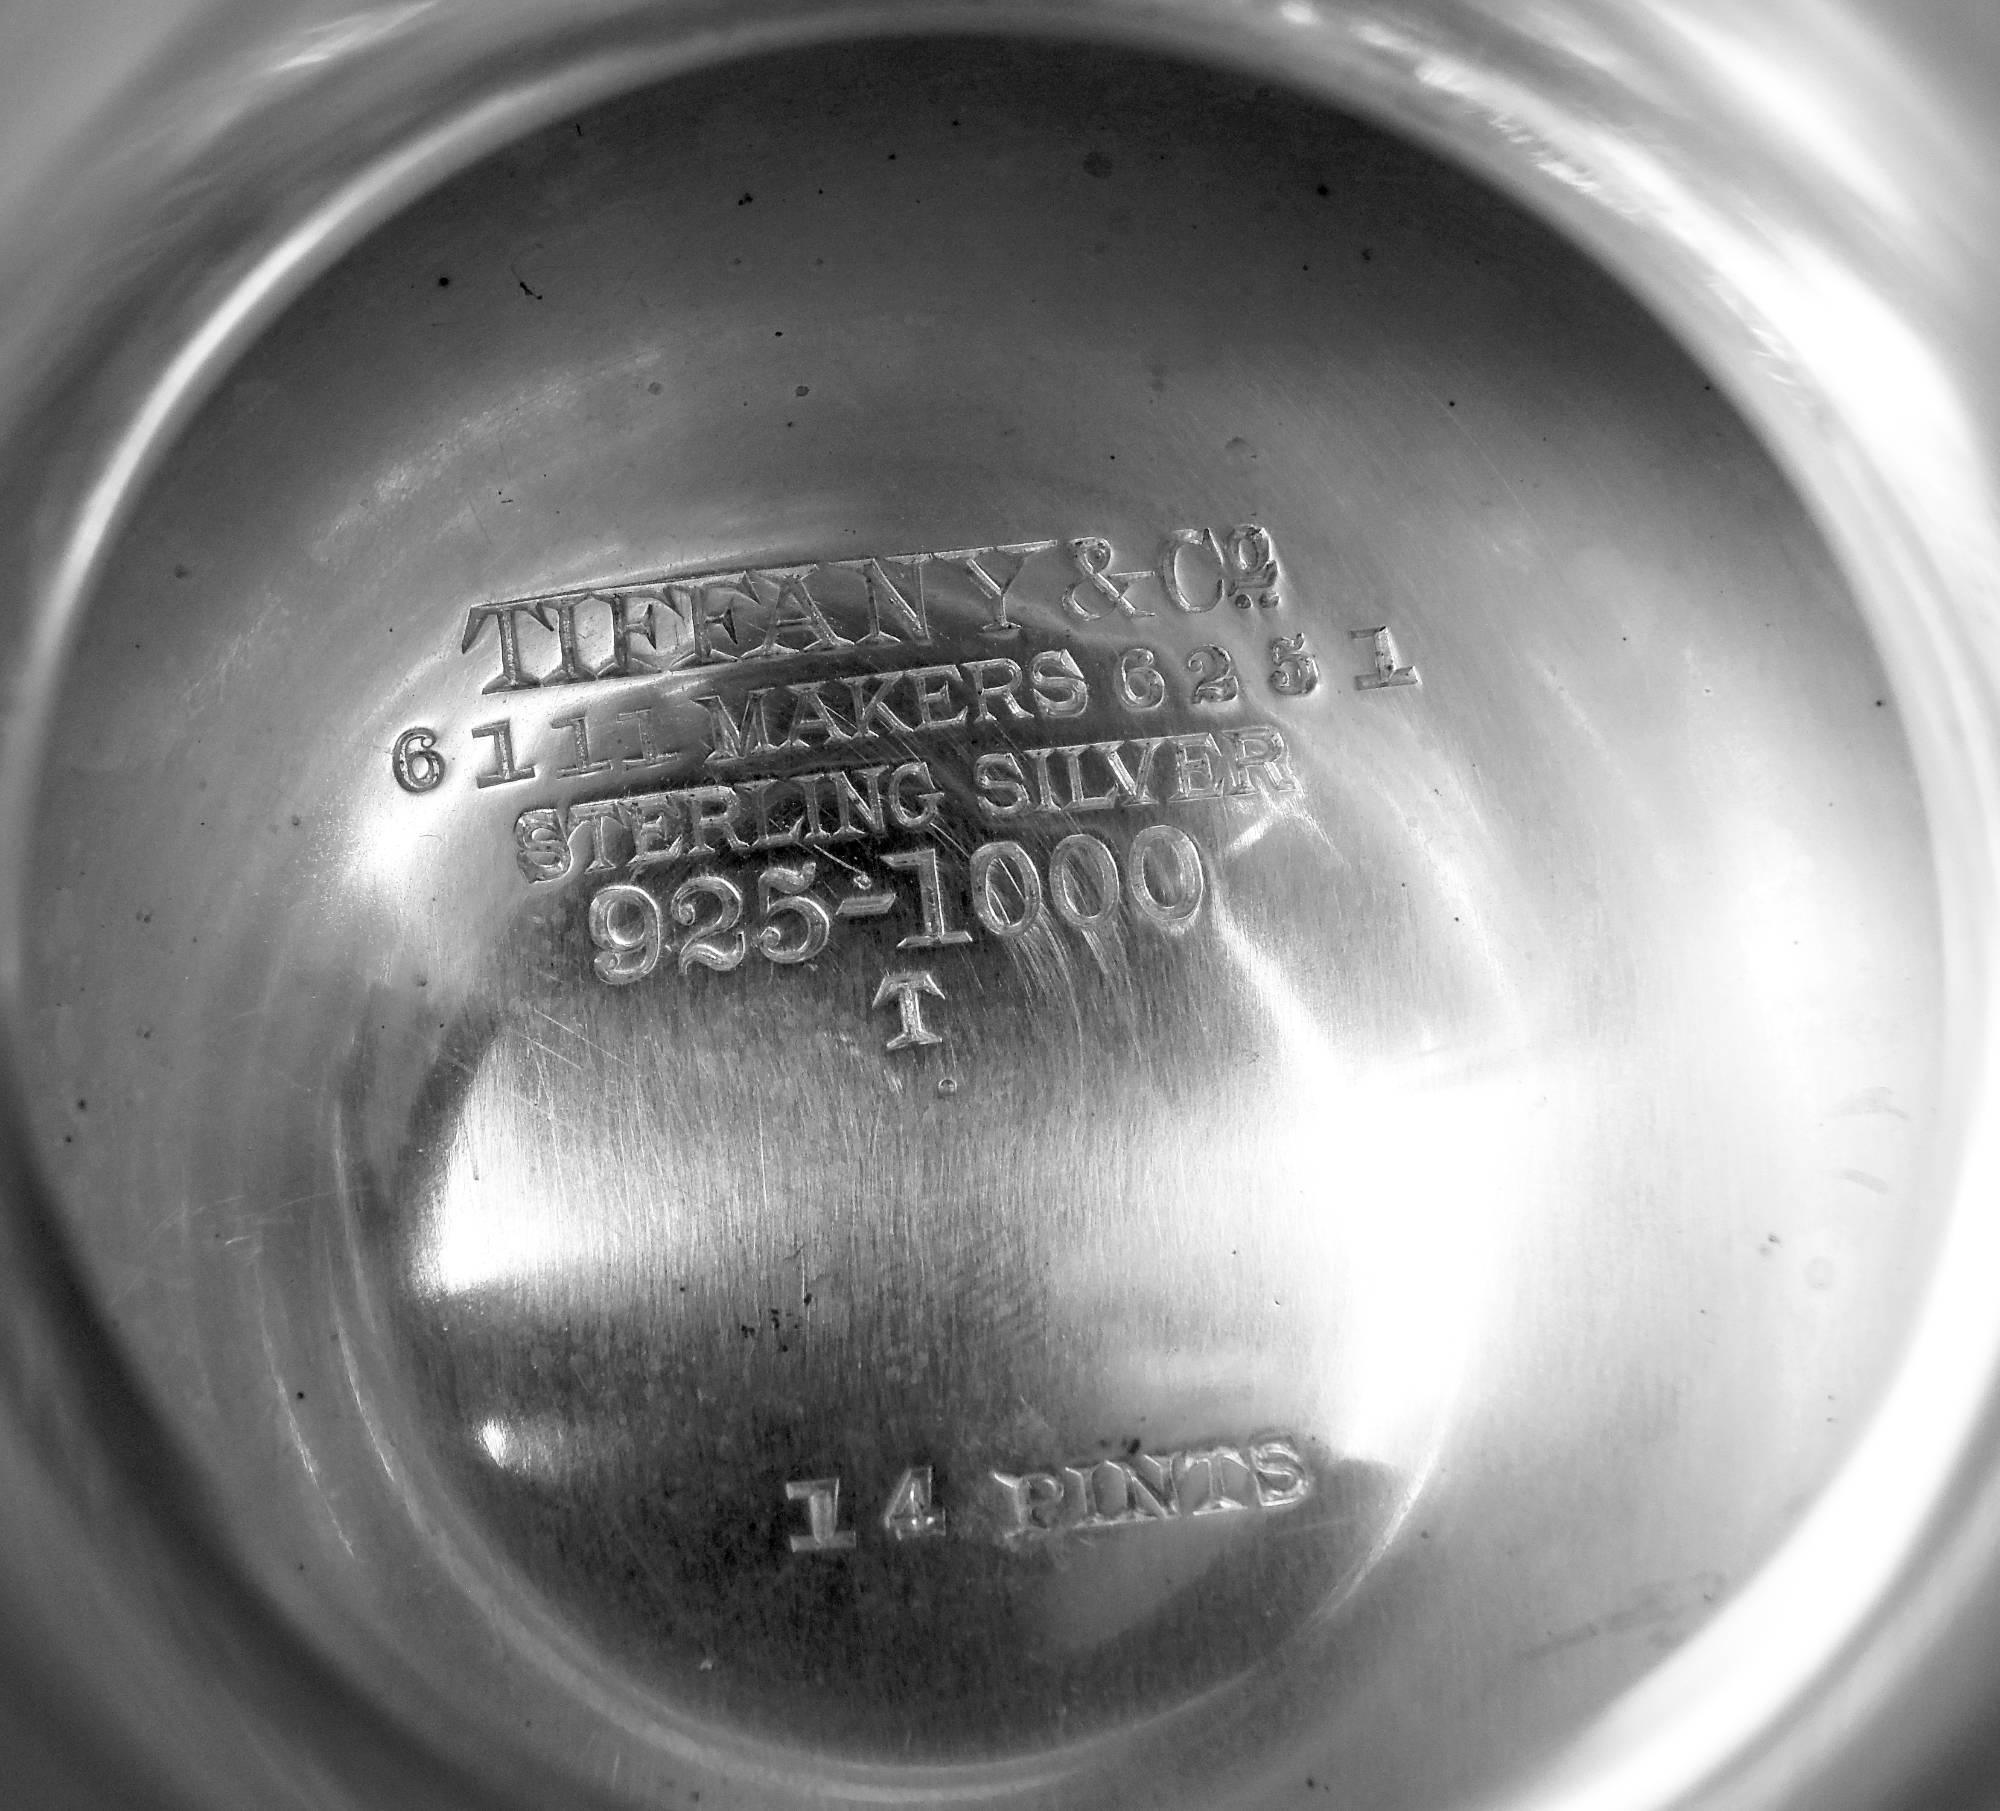 TIFFANY & Cº
6111 MAKERS 6251
STERLING SILVER
925-1000
T
14 PINTS